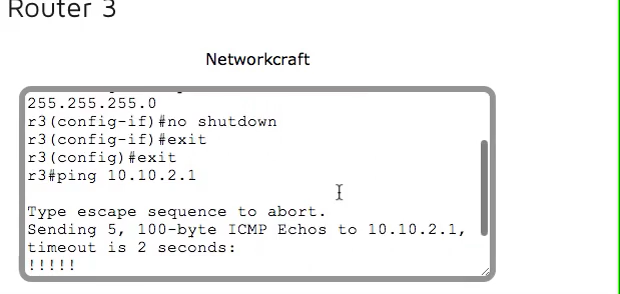 Router 3
Networkcraft
255.255.255.0
r3(config-if)#no shutdown
r3(config-if)#exit
r3(config)#exit
r3#ping 10.10.2.1
Type escape sequence to abort.
Sending 5, 100-byte ICMP Echos to 10.10.2.1,
timeout is 2 seconds:
!!!!!